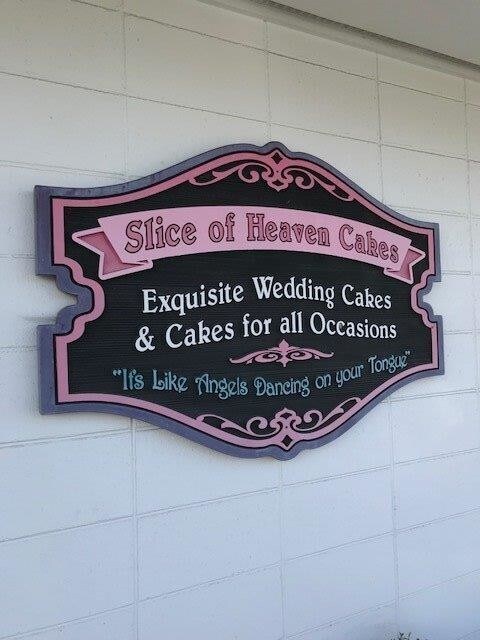 Slice of Heaven Cakes
Exquisite Wedding Cakes
& Cakes for all Occasions
"It's Like Angels Dancing on your Tongue"